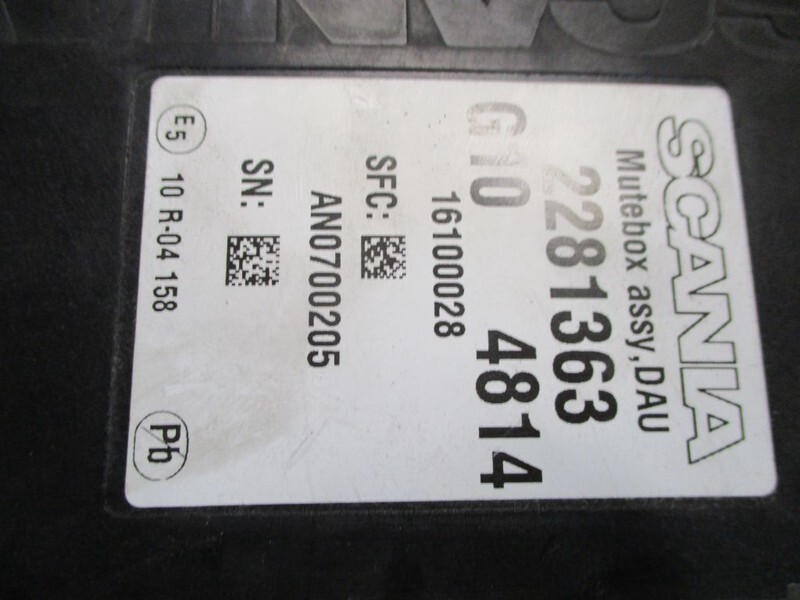 SCANIA
Mutebox assy,DAU
2281363
G10 4814
16100028
SFC:
AN0700205
SN:
E5 10 R-04 158 Pb